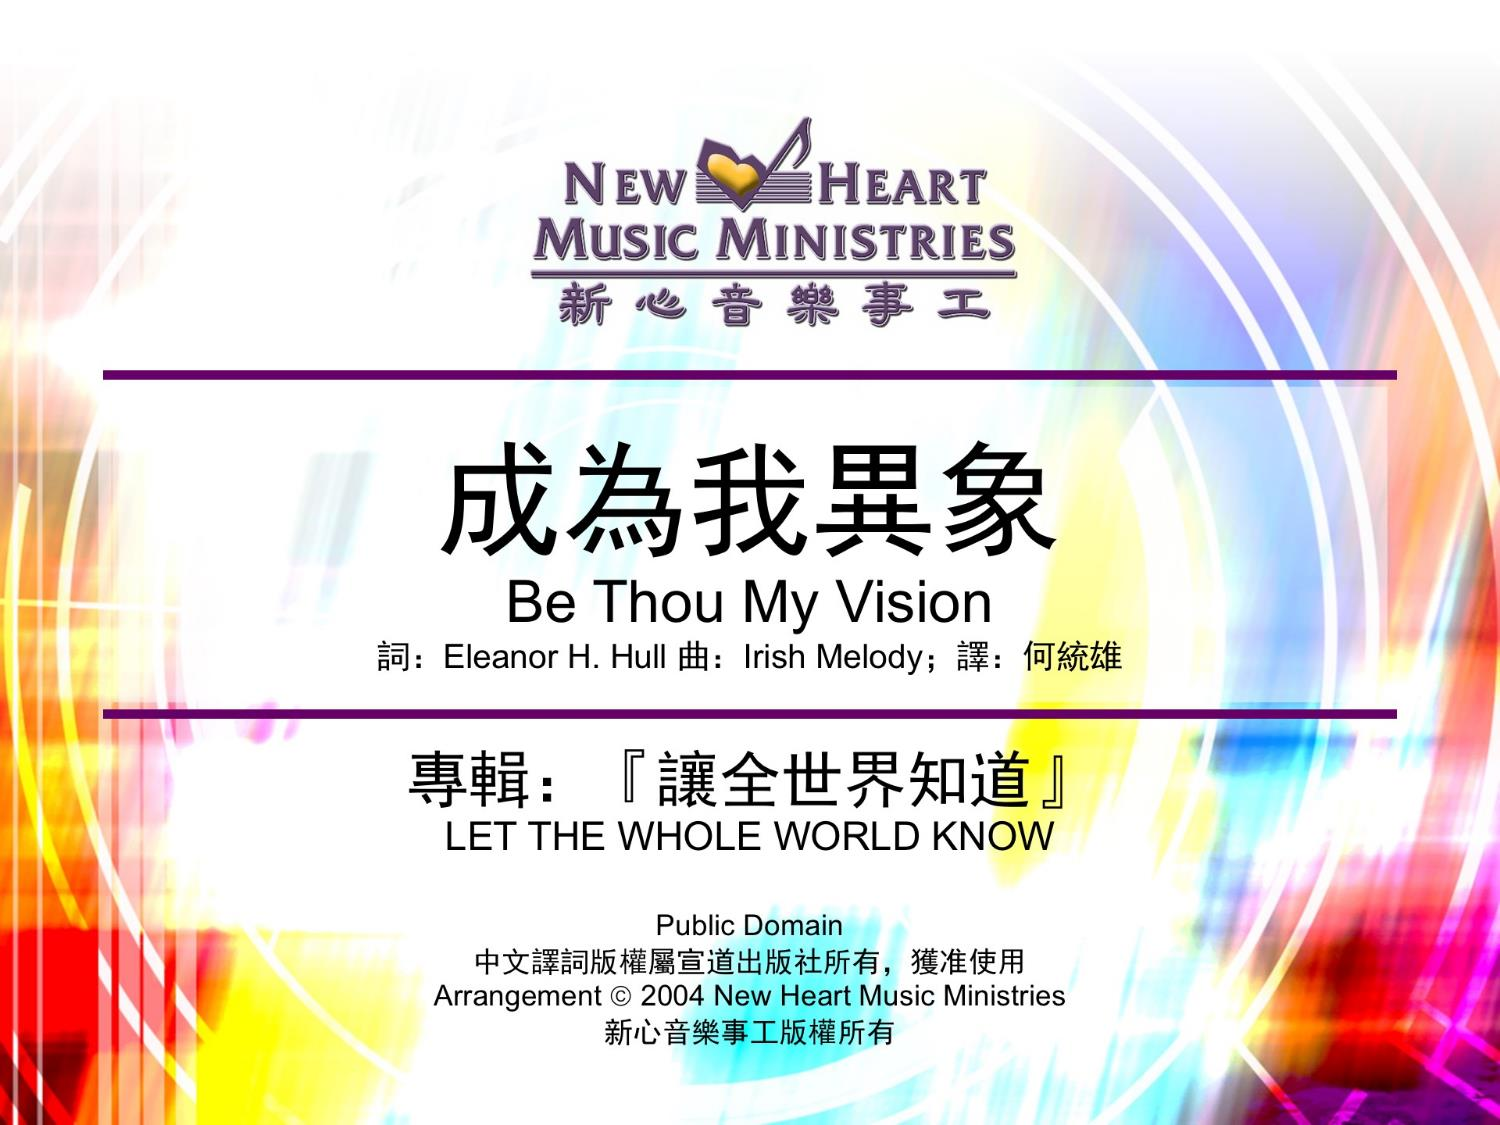 NEW HEART
MUSIC MINISTRIES
新心音樂事工
成為我異象
Be Thou My Vision
詞：Eleanor H. Hull 曲：Irish Melody；譯：何統雄
專輯：『讓全世界知道』
LET THE WHOLE WORLD KNOW
Public Domain
中文譯詞版權屬宣道出版社所有，獲准使用
Arrangement © 2004 New Heart Music Ministries
新心音樂事工版權所有